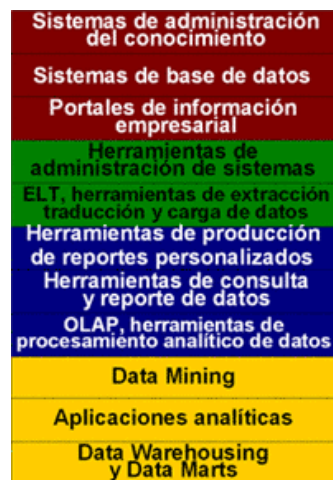 Sistemas de administración
del conocimiento
Sistemas de base de datos
Portales de información
empresarial
Herramientas de
administración de sistemas
ELT, herramientas de extracción
traducción y carga de datos
Herramientas de producción
de reportes personalizados
Herramientas de consulta
y reporte de datos
OLAP, herramientas de
procesamiento analítico de datos
Data Mining
Aplicaciones analíticas
Data Warehousing
y Data Marts